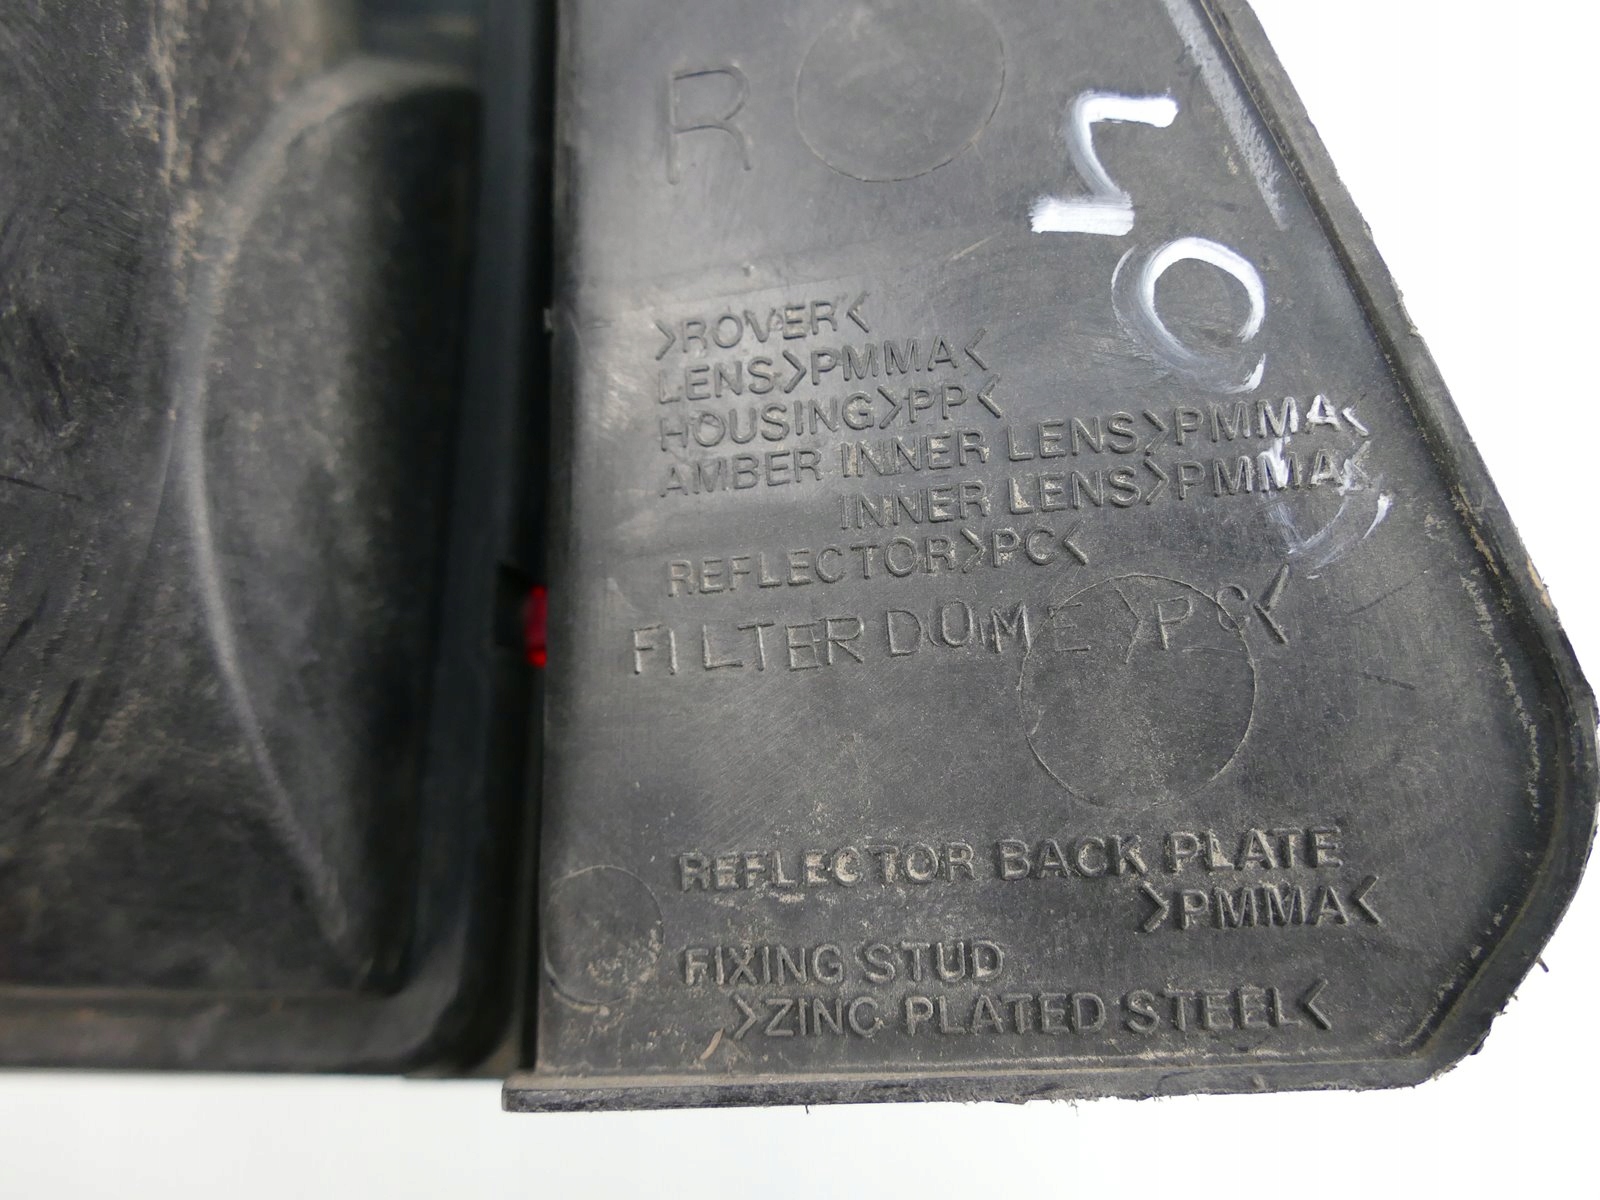 R
>ROVER<
LENS>PMMA<
HOUSING>PP<
AMBER INNER LENS>PMMA<
INNER LENS>PMMA<
REFLECTOR>PC<
FILTER DOME >PC<
REFLECTOR BACK PLATE
>PMMA<
FIXING STUD
>ZINC PLATED STEEL<